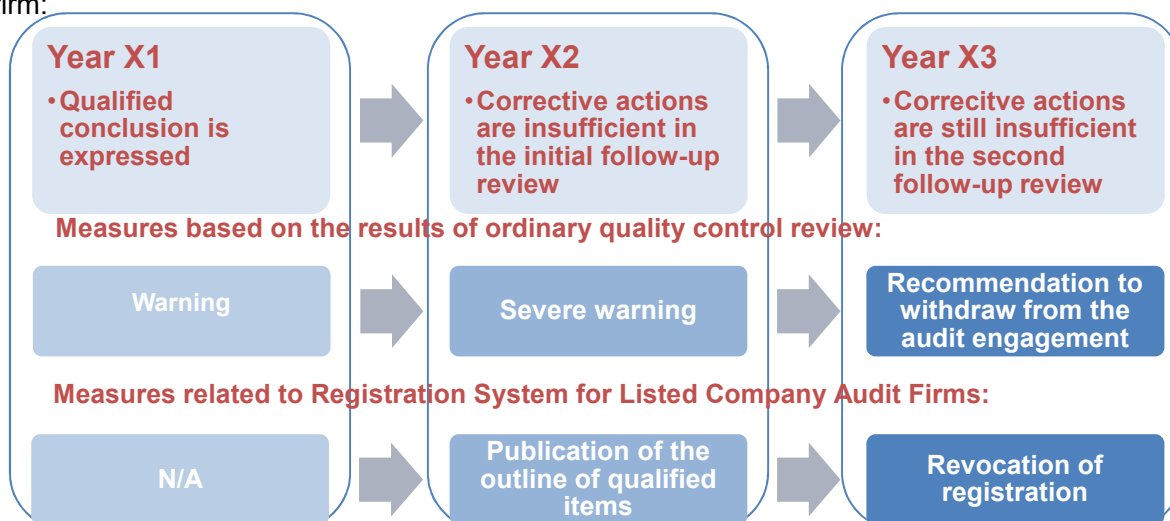 firm:
Year X1
•Qualified
conclusion is
expressed
Year X2
•Corrective actions
are insufficient in
the initial follow-up
review
Year X3
•Correcitve actions
are still insufficient
in the second
follow-up review
Measures based on the results of ordinary quality control review:
Warning
Severe warning
Recommendation to
withdraw from the
audit engagement
Measures related to Registration System for Listed Company Audit Firms:
N/A
Publication of the
outline of qualified
items
Revocation of
registration